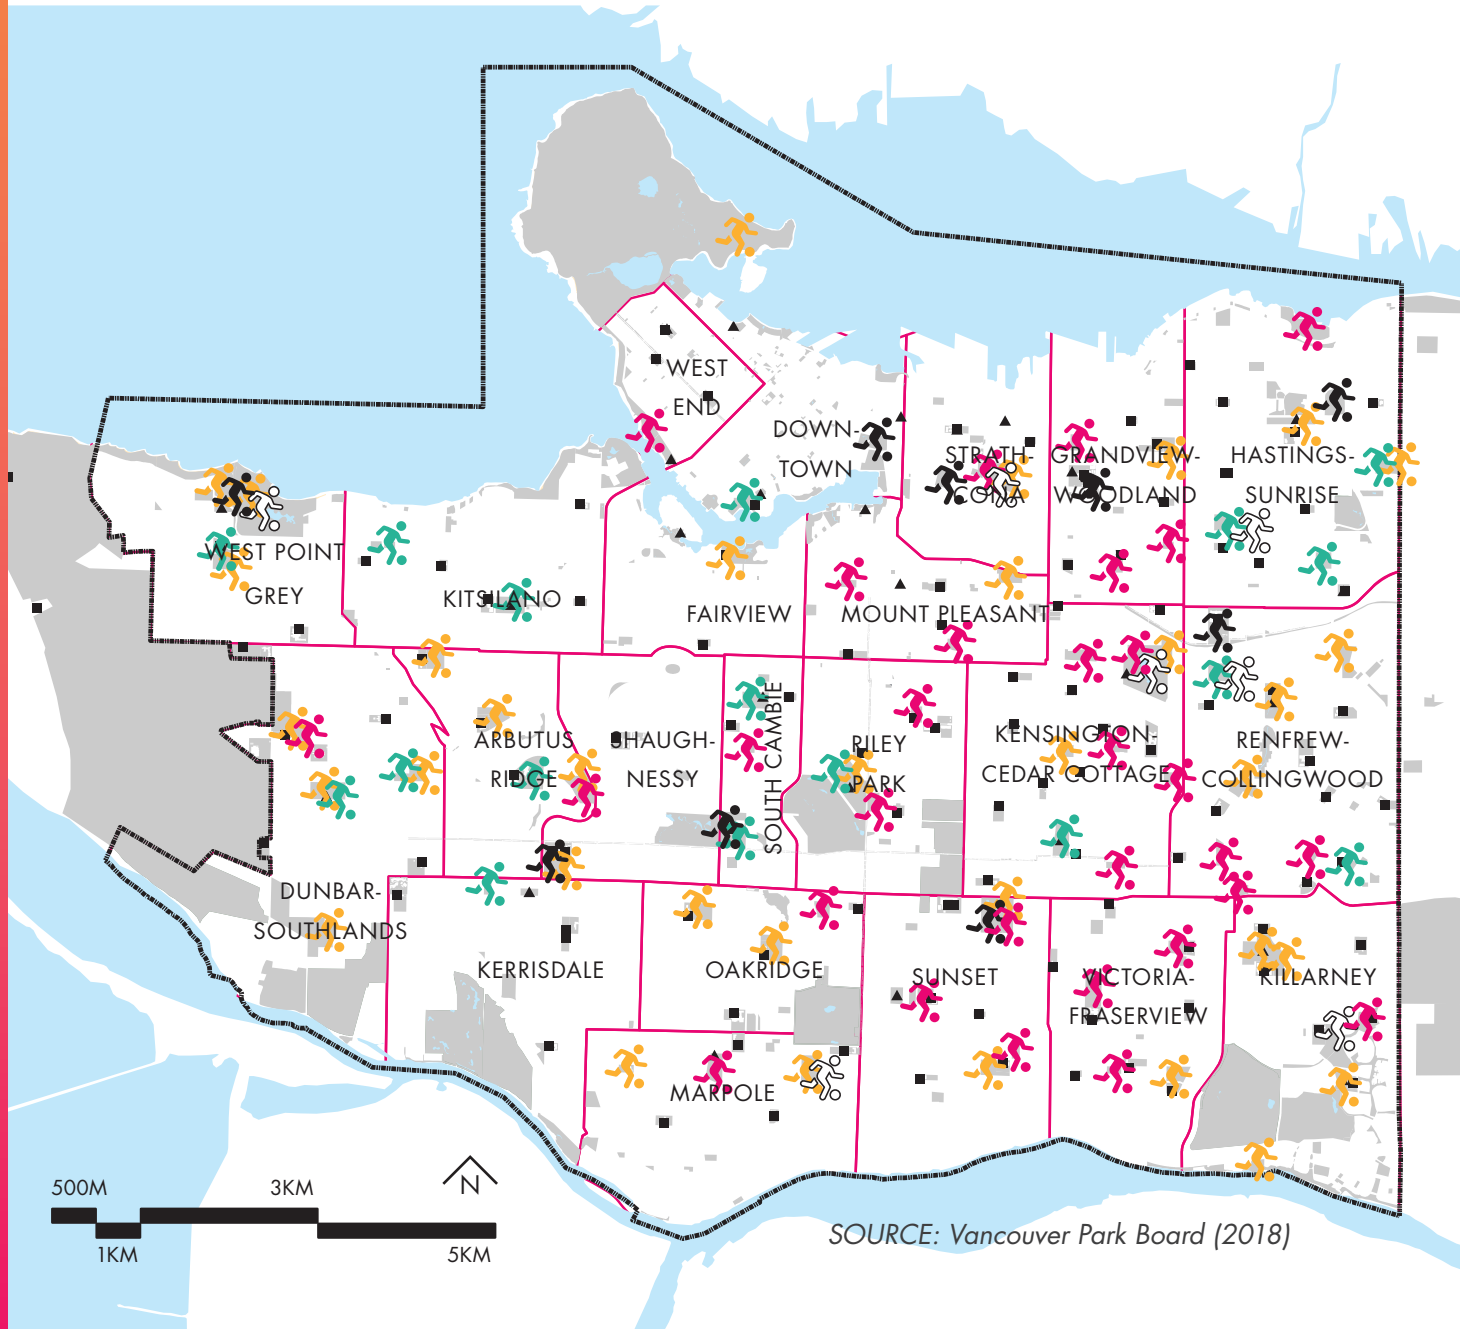 WEST
END
DOWN-
TOWN
STRATH-
CONA
GRANDVIEW-
WOODLAND
HASTINGS-
SUNRISE
WEST POINT
GREY
KITSILANO
FAIRVIEW
MOUNT PLEASANT
ARBUTUS
RIDGE
SHAUGH-
NESSY
SOUTH CAMBIE
RILEY
PARK
KENSINGTON-
CEDAR COTTAGE
RENFREW-
COLLINGWOOD
DUNBAR-
SOUTHLANDS
KERRISDALE
OAKRIDGE
SUNSET
VICTORIA-
FRASERVIEW
KILLARNEY
MARPOLE
500M
3KM
N
1KM
5KM
SOURCE: Vancouver Park Board (2018)